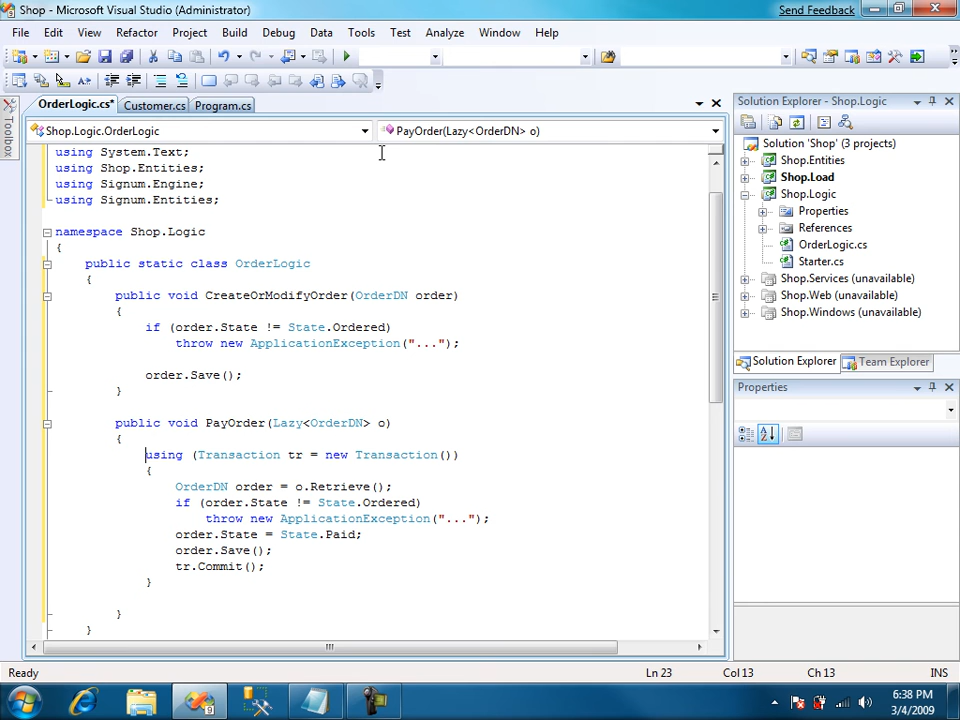 Shop - Microsoft Visual Studio (Administrator)
Send Feedback
File Edit View Refactor Project Build Debug Data Tools Test Analyze Window Help
OrderLogic.cs* Customer.cs Program.cs
Toolbox
Shop.Logic.OrderLogic
PayOrder(Lazy<OrderDN> o)
using System.Text;
using Shop.Entities;
using Signum.Engine;
using Signum.Entities;
namespace Shop.Logic
{
public static class OrderLogic
{
public void CreateOrModifyOrder(OrderDN order)
{
if (order.State != State.Ordered)
throw new ApplicationException("...");
order.Save();
}
public void PayOrder(Lazy<OrderDN> o)
{
using (Transaction tr = new Transaction())
{
OrderDN order = o.Retrieve();
if (order.State != State.Ordered)
throw new ApplicationException("...");
order.State = State.Paid;
order.Save();
tr.Commit();
}
}
}
Solution Explorer - Shop.Logic
Solution 'Shop' (3 projects)
Shop.Entities
Shop.Load
Shop.Logic
Properties
References
OrderLogic.cs
Starter.cs
Shop.Services (unavailable)
Shop.Web (unavailable)
Shop.Windows (unavailable)
Solution Explorer Team Explorer
Properties
Ready
Ln 23 Col 13 Ch 13 INS
6:38 PM
3/4/2009